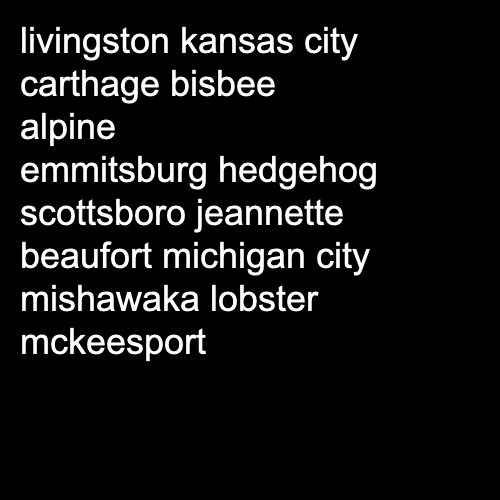 livingston kansas city
carthage bisbee
alpine
emmitsburg hedgehog
scottsboro jeannette
beaufort michigan city
mishawaka lobster
mckeesport